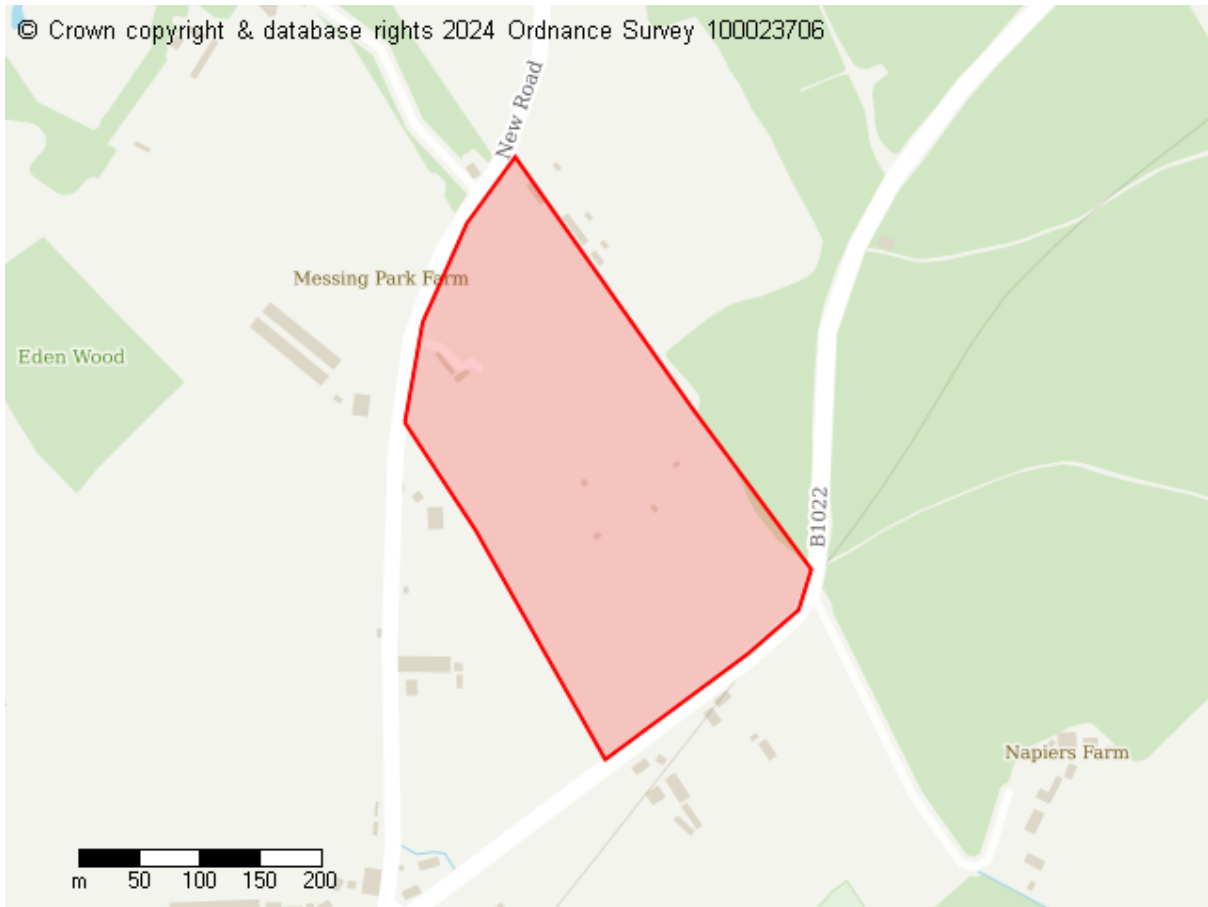 © Crown copyright & database rights 2024 Ordnance Survey 100023706
New Road
Messing Park Farm
Eden Wood
B1022
Napiers Farm
m 50 100 150 200